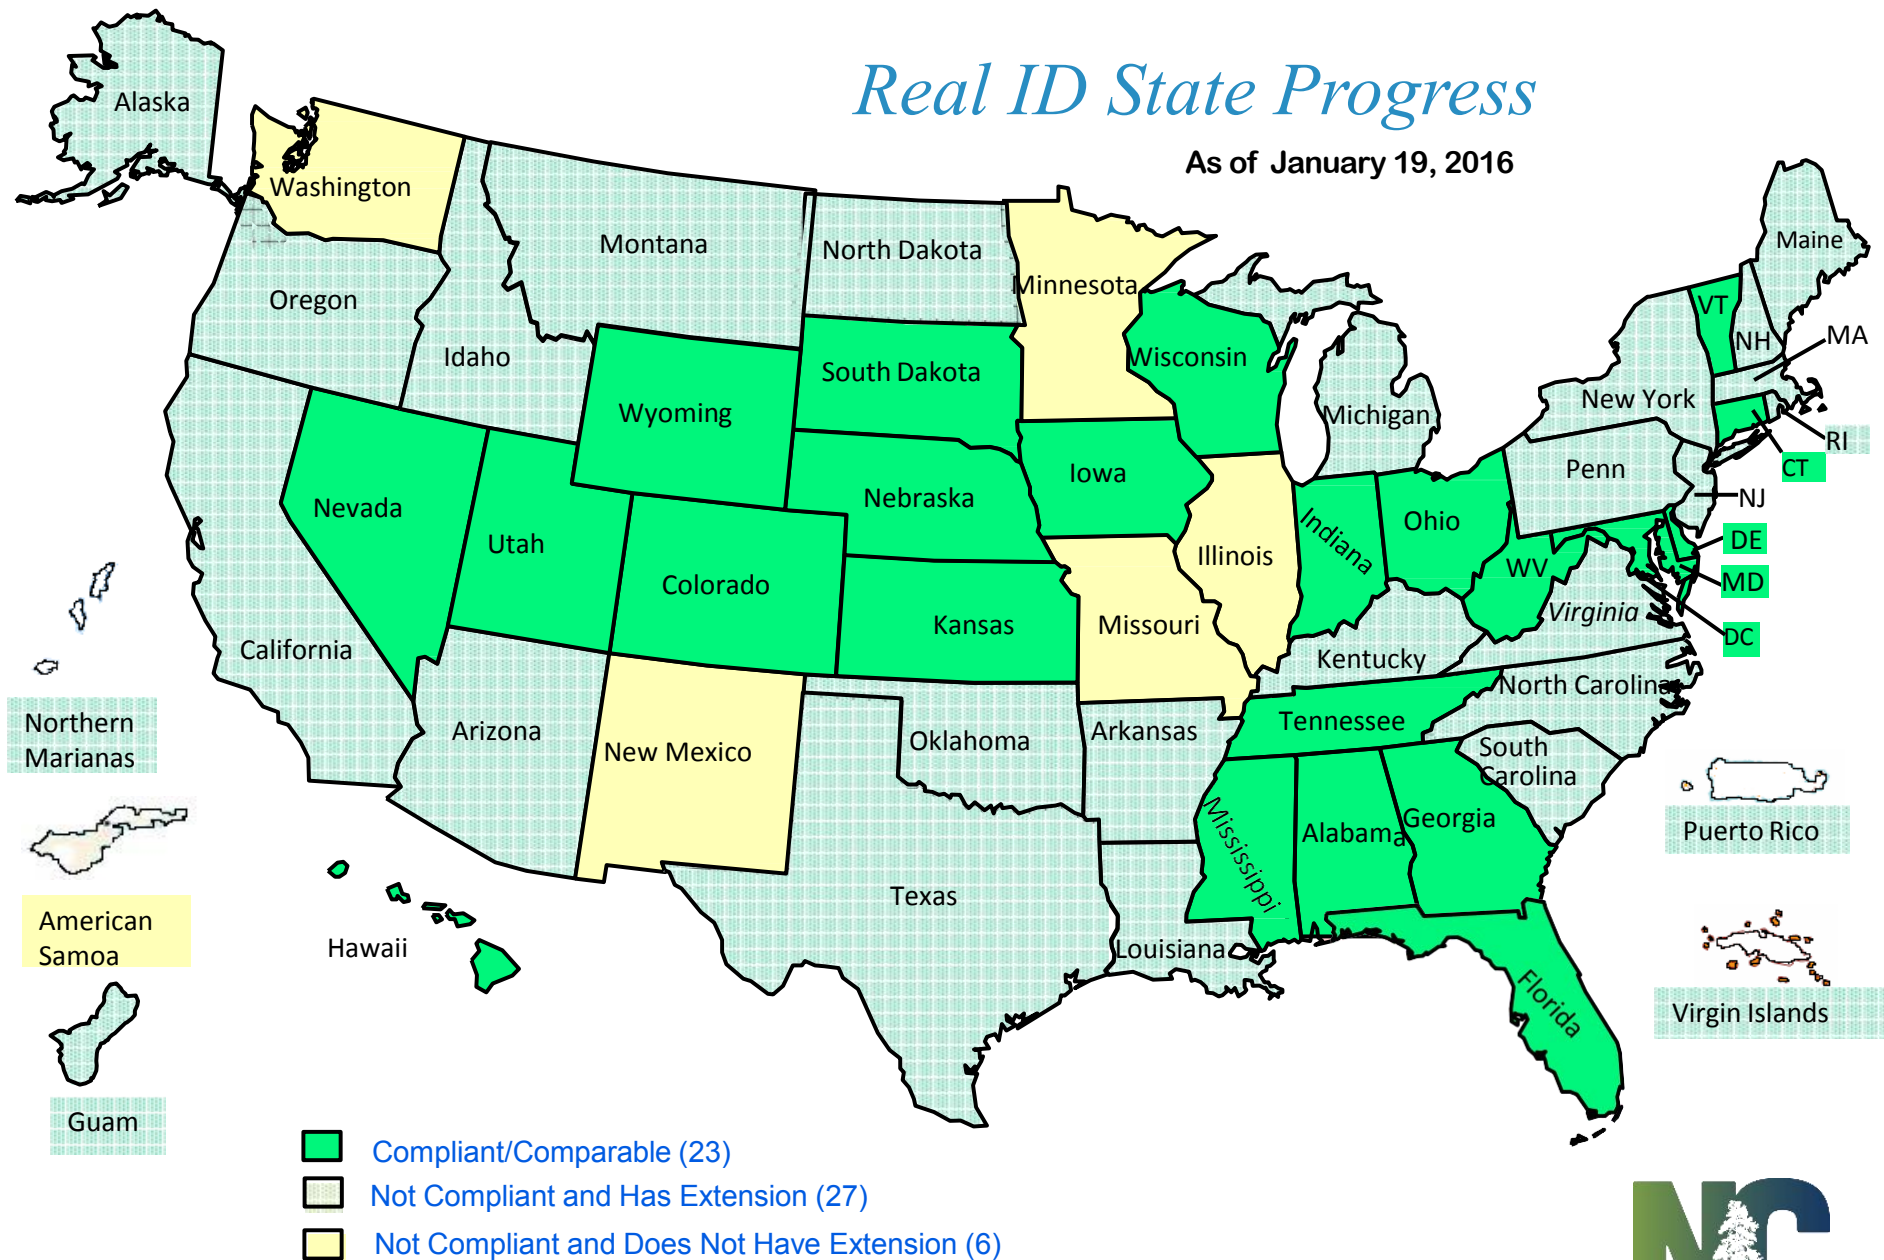 Real ID State Progress
As of January 19, 2016
Alaska
Washington
Montana
North Dakota
Minnesota
Maine
Oregon
Idaho
VT
NH
MA
Wisconsin
South Dakota
Wyoming
Michigan
New York
RI
CT
Penn
NJ
Iowa
Nebraska
Nevada
Utah
Ohio
Indiana
Illinois
DE
MD
WV
Virginia
DC
Colorado
Kansas
Missouri
California
Kentucky
North Carolina
Northern
Marianas
Arizona
New Mexico
Oklahoma
Arkansas
Tennessee
South
Carolina
Mississippi
Alabama
Georgia
Puerto Rico
American
Samoa
Hawaii
Texas
Louisiana
Florida
Virgin Islands
Guam
Compliant/Comparable (23)
Not Compliant and Has Extension (27)
Not Compliant and Does Not Have Extension (6)
NC